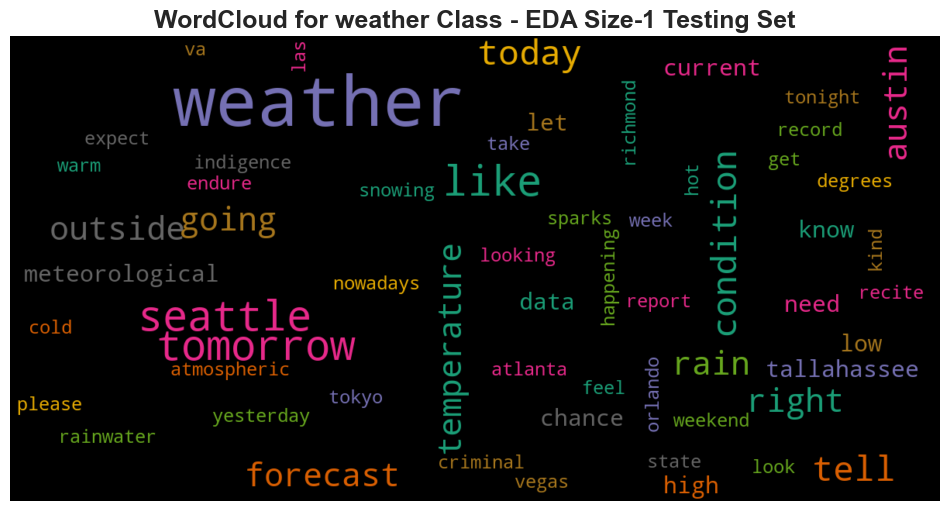 WordCloud for weather Class - EDA Size-1 Testing Set
va
las
today
current
austin
weather
tonight
richmond
let
record
expect
take
get
warm
indigence
endure
snowing
like
hot
condition
degrees
outside
going
sparks
week
know
kind
meteorological
looking
happening
nowadays
temperature
data
report
need
recite
seattle
cold
tomorrow
low
atmospheric
atlanta
rain
tallahassee
feel
orlando
please
tokyo
right
yesterday
chance
weekend
rainwater
forecast
criminal
state
look
tell
vegas
high